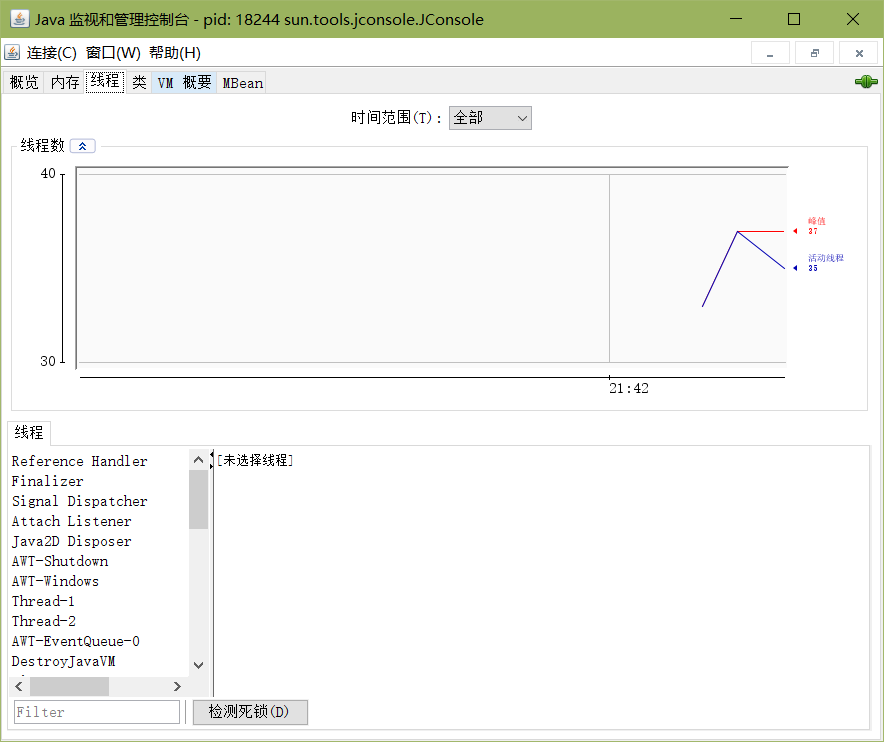 Java 监视和管理控制台 - pid: 18244 sun.tools.jconsole.JConsole
连接(C) 窗口(W) 帮助(H)
概览 内存 线程 类 VM 概要 MBean
时间范围(T): 全部
线程数
40
峰值
37
活动线程
35
30
21:42
线程
Reference Handler
Finalizer
Signal Dispatcher
Attach Listener
Java2D Disposer
AWT-Shutdown
AWT-Windows
Thread-1
Thread-2
AWT-EventQueue-0
DestroyJavaVM
[未选择线程]
Filter
检测死锁(D)